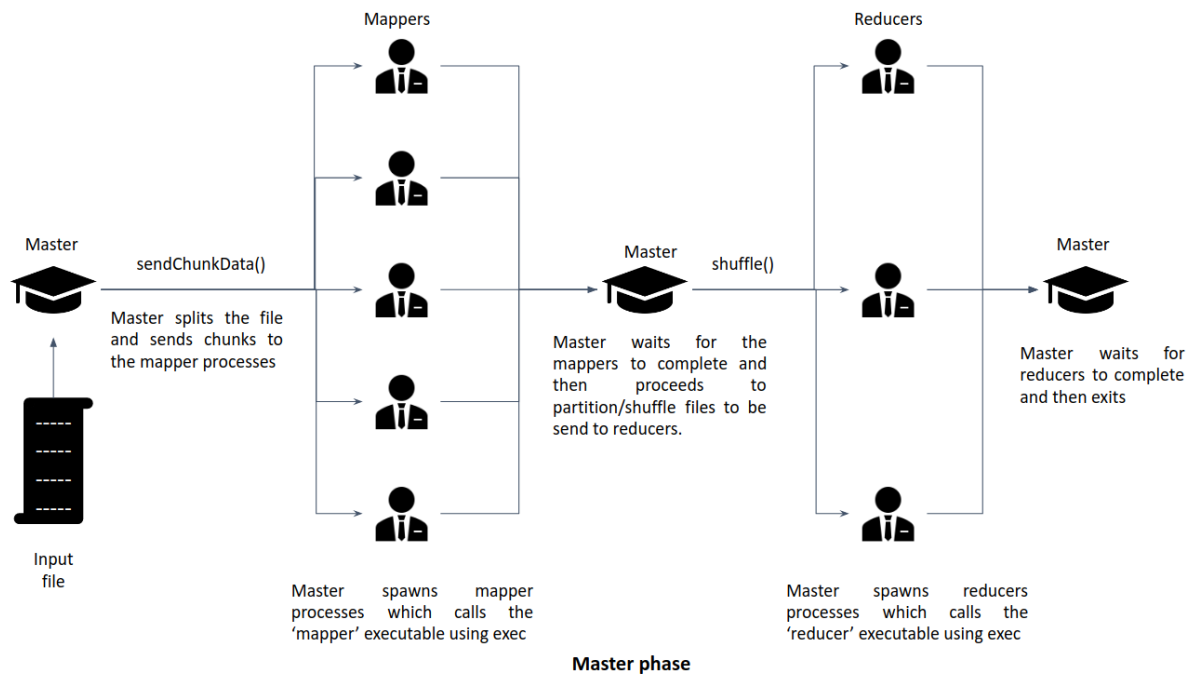 Mappers
Reducers
Master
sendChunkData()
Master splits the file
and sends chunks to
the mapper processes
Input
file
Master spawns mapper
processes which calls the
‘mapper’ executable using exec
Master
shuffle()
Master waits for the
mappers to complete and
then proceeds to
partition/shuffle files to be
send to reducers.
Master spawns reducers
processes which calls the
‘reducer’ executable using exec
Master
Master waits for
reducers to complete
and then exits
Master phase